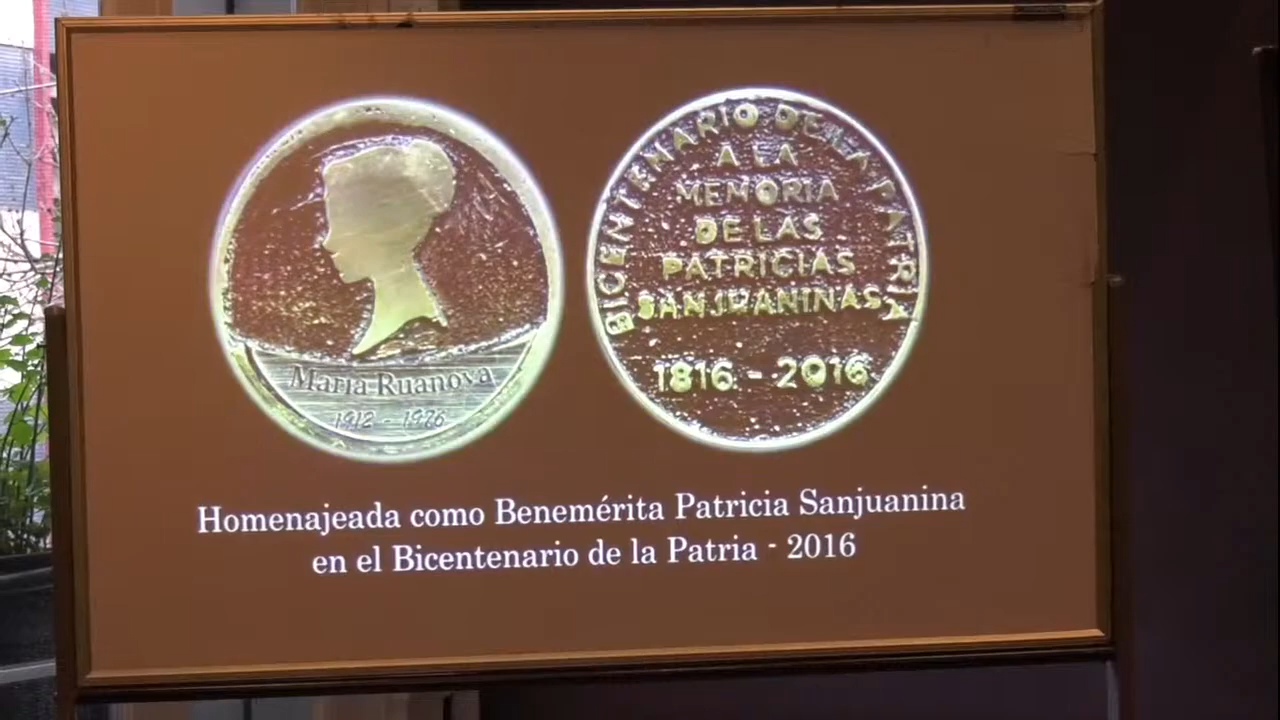 María Ruanova
1912 - 1976
BICENTENARIO DE LA PATRIA
A LA
MEMORIA
DE LAS
PATRICIAS
SANJUANINAS
1816 - 2016
Homenajeada como Benemérita Patricia Sanjuanina
en el Bicentenario de la Patria - 2016